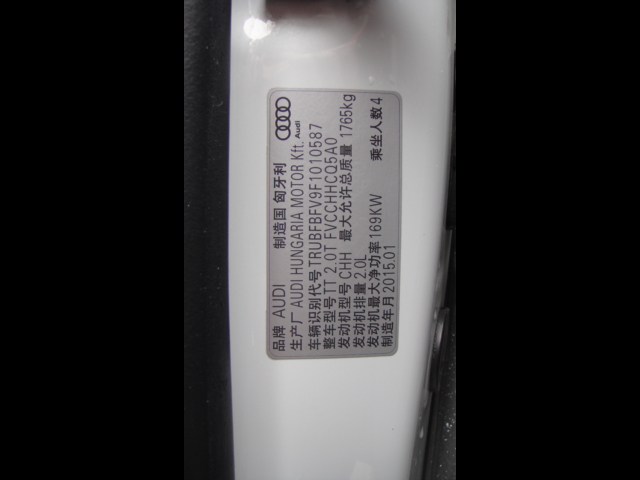 品牌 AUDI 制造国 匈牙利
生产厂 AUDI HUNGARIA MOTOR Kft. Audi
车辆识别代号 TRUBFBFV9F1010587
整车型号 TT 2.0T FVCCHHCQ5A0
发动机型号 CHH 最大允许总质量 1765kg
发动机排量 2.0L
发动机最大净功率 169KW 乘坐人数 4
制造年月 2015.01